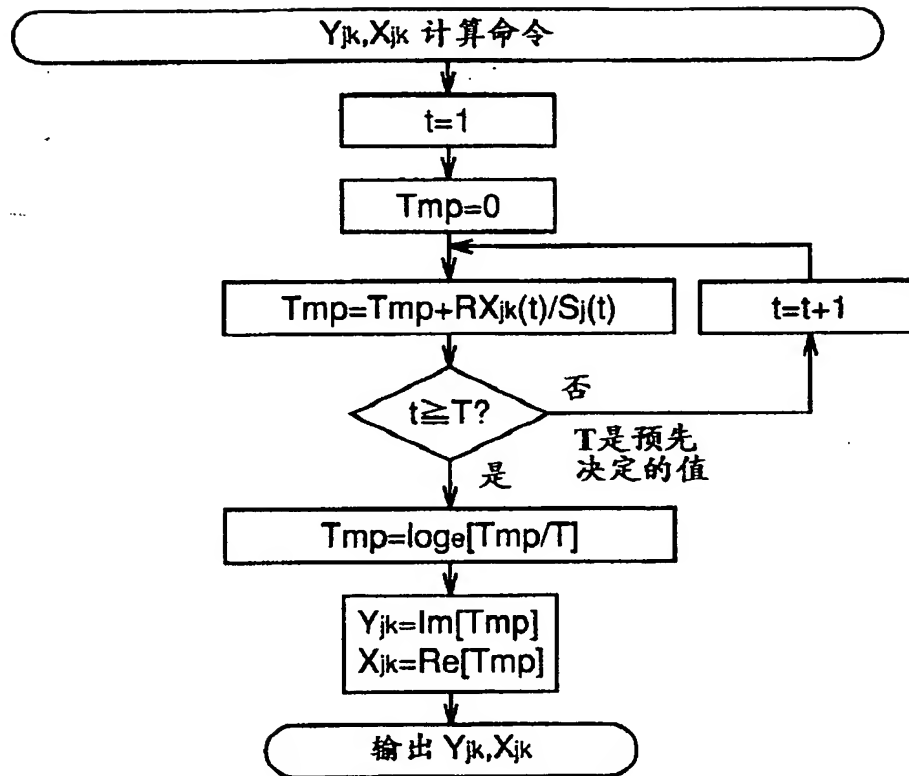 Yjk,Xjk 计算命令
t=1
Tmp=0
Tmp=Tmp+RXjk(t)/Sj(t)
t=t+1
t≧T?
否
T是预先
决定的值
是
Tmp=loge[Tmp/T]
Yjk=Im[Tmp]
Xjk=Re[Tmp]
输出 Yjk,Xjk